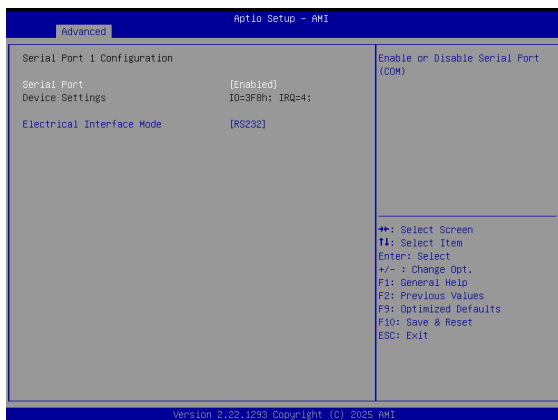 Aptio Setup - AMI
Advanced
Serial Port 1 Configuration
Serial Port [Enabled]
Device Settings IO=3F8h; IRQ=4;
Electrical Interface Mode [RS232]
Enable or Disable Serial Port
(COM)
→←: Select Screen
↑↓: Select Item
Enter: Select
+/- : Change Opt.
F1: General Help
F2: Previous Values
F9: Optimized Defaults
F10: Save & Reset
ESC: Exit
Version 2.22.1293 Copyright (C) 2025 AMI